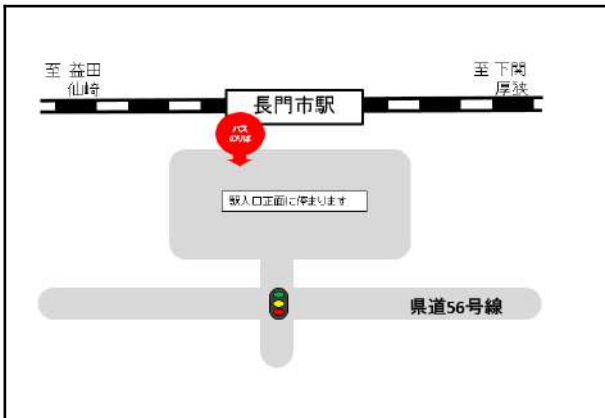 至 益田
仙崎
至 下関
厚狭
長門市駅
バス
のりば
駅入口正面に停まります
県道56号線